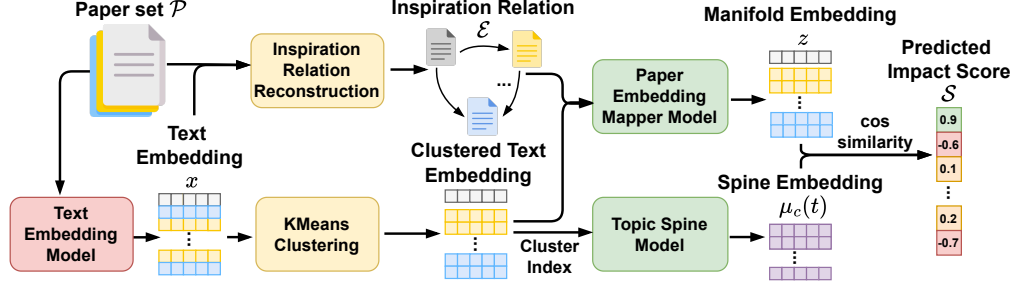 Paper set 𝒫
Inspiration
Relation
Reconstruction
Inspiration Relation
ℰ
...
Paper
Embedding
Mapper Model
Manifold Embedding
z
Predicted
Impact Score
𝒮
0.9
-0.6
0.1
0.2
-0.7
cos
similarity
Text
Embedding
x
Text
Embedding
Model
KMeans
Clustering
Clustered Text
Embedding
Cluster
Index
Topic Spine
Model
Spine Embedding
μ_c(t)